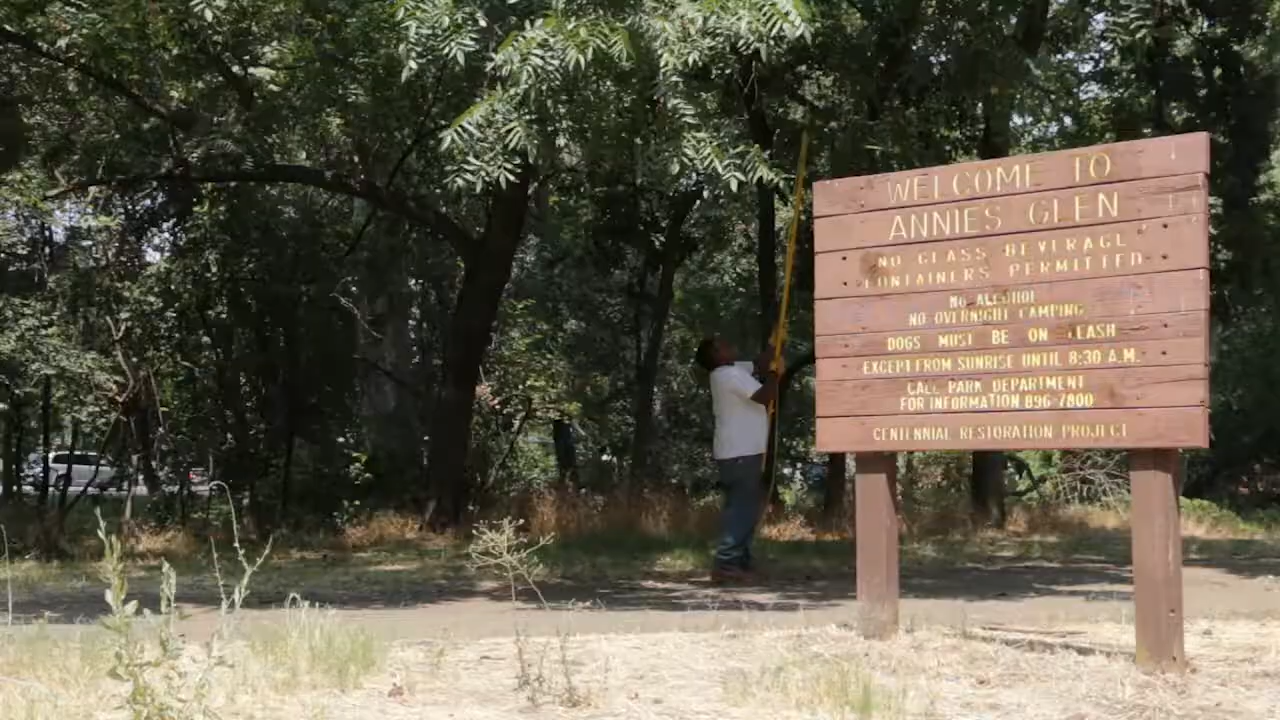 WELCOME TO
ANNIES GLEN
NO GLASS BEVERAGE
CONTAINERS PERMITTED
NO ALCOHOL
NO OVERNIGHT CAMPING
DOGS MUST BE ON LEASH
EXCEPT FROM SUNRISE UNTIL 8:30 A.M.
CALL PARK DEPARTMENT
FOR INFORMATION 896-7800
CENTENNIAL RESTORATION PROJECT